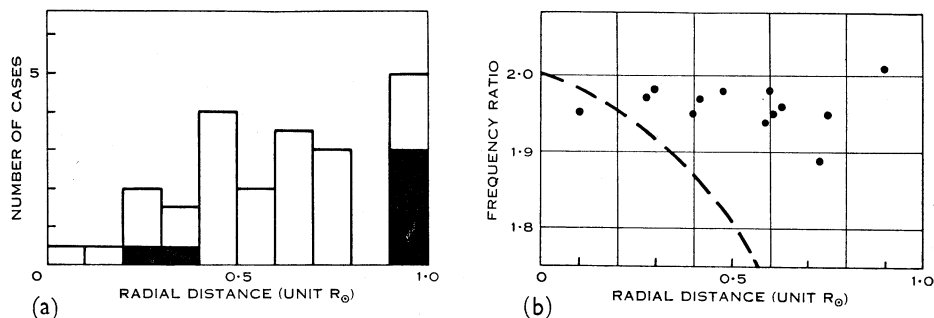 NUMBER OF CASES
5
0
0·5
1·0
RADIAL DISTANCE (UNIT R☉)
(a)
FREQUENCY RATIO
2·0
1·9
1·8
0
0·5
1·0
RADIAL DISTANCE (UNIT R☉)
(b)